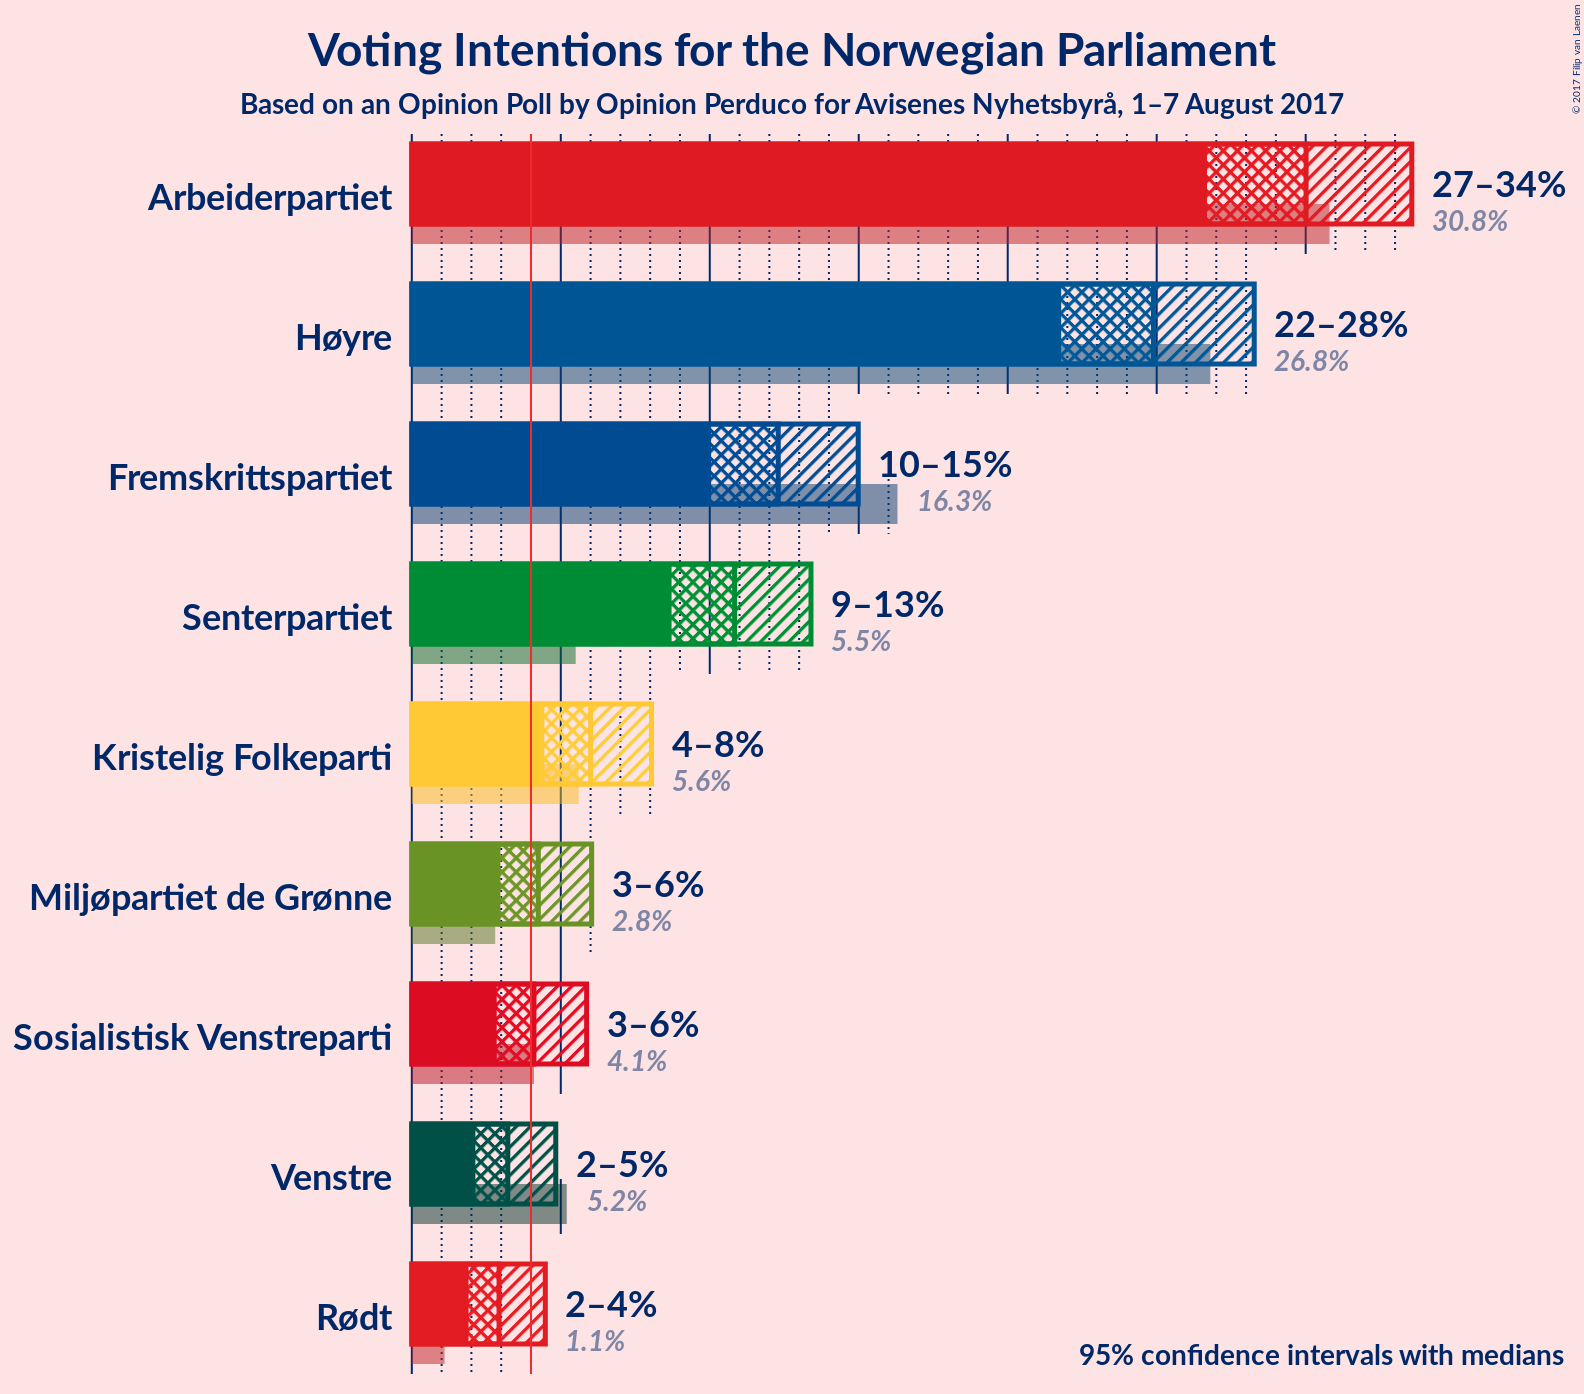 Voting Intentions for the Norwegian Parliament
Based on an Opinion Poll by Opinion Perduco for Avisenes Nyhetsbyrå, 1–7 August 2017
© 2017 Filip van Laenen
Arbeiderpartiet
27–34%
30.8%
Høyre
22–28%
26.8%
Fremskrittspartiet
10–15%
16.3%
Senterpartiet
9–13%
5.5%
Kristelig Folkeparti
4–8%
5.6%
Miljøpartiet de Grønne
3–6%
2.8%
Sosialistisk Venstreparti
3–6%
4.1%
Venstre
2–5%
5.2%
Rødt
2–4%
1.1%
95% confidence intervals with medians